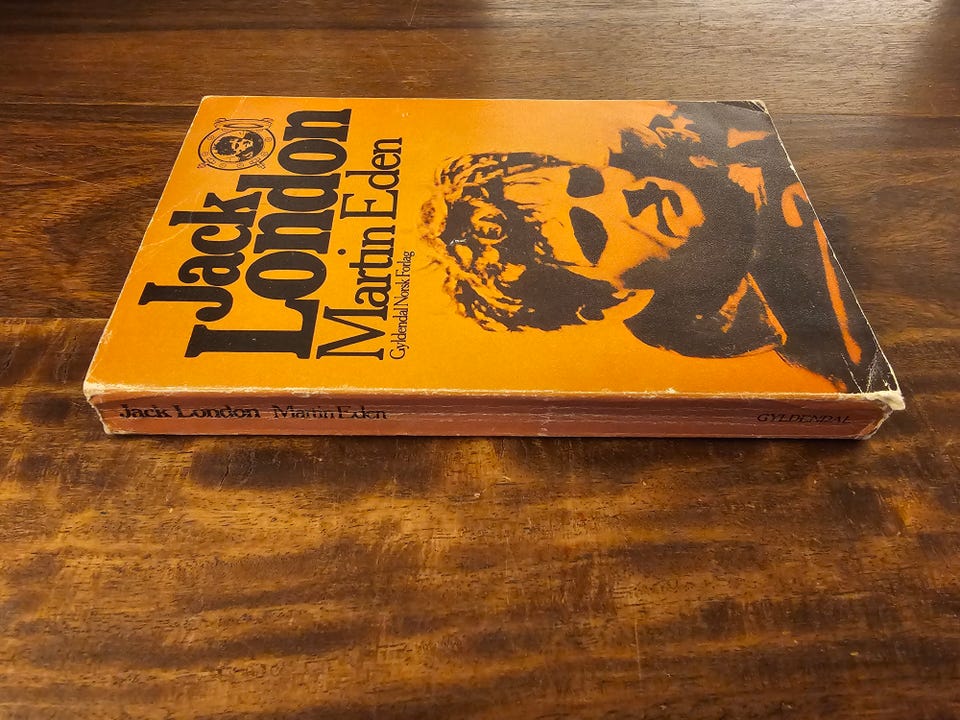 Jack
London
Martin Eden
Gyldendal Norsk Forlag
Jack London Martin Eden
GYLDENDAL